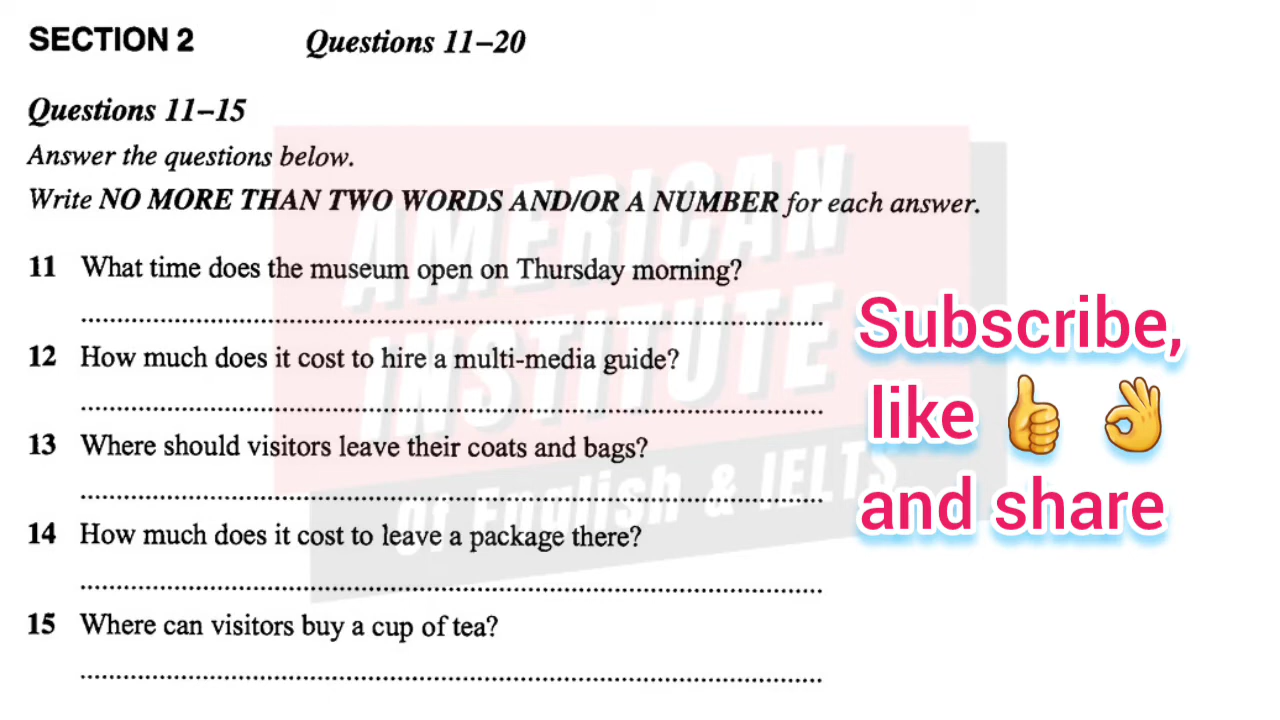 SECTION 2 Questions 11–20
Questions 11–15
Answer the questions below.
Write NO MORE THAN TWO WORDS AND/OR A NUMBER for each answer.
11 What time does the museum open on Thursday morning?
12 How much does it cost to hire a multi-media guide?
13 Where should visitors leave their coats and bags?
14 How much does it cost to leave a package there?
15 Where can visitors buy a cup of tea?
Subscribe,
like 👍 👌
and share
AMERICAN
INSTITUTE
of English & IELTS